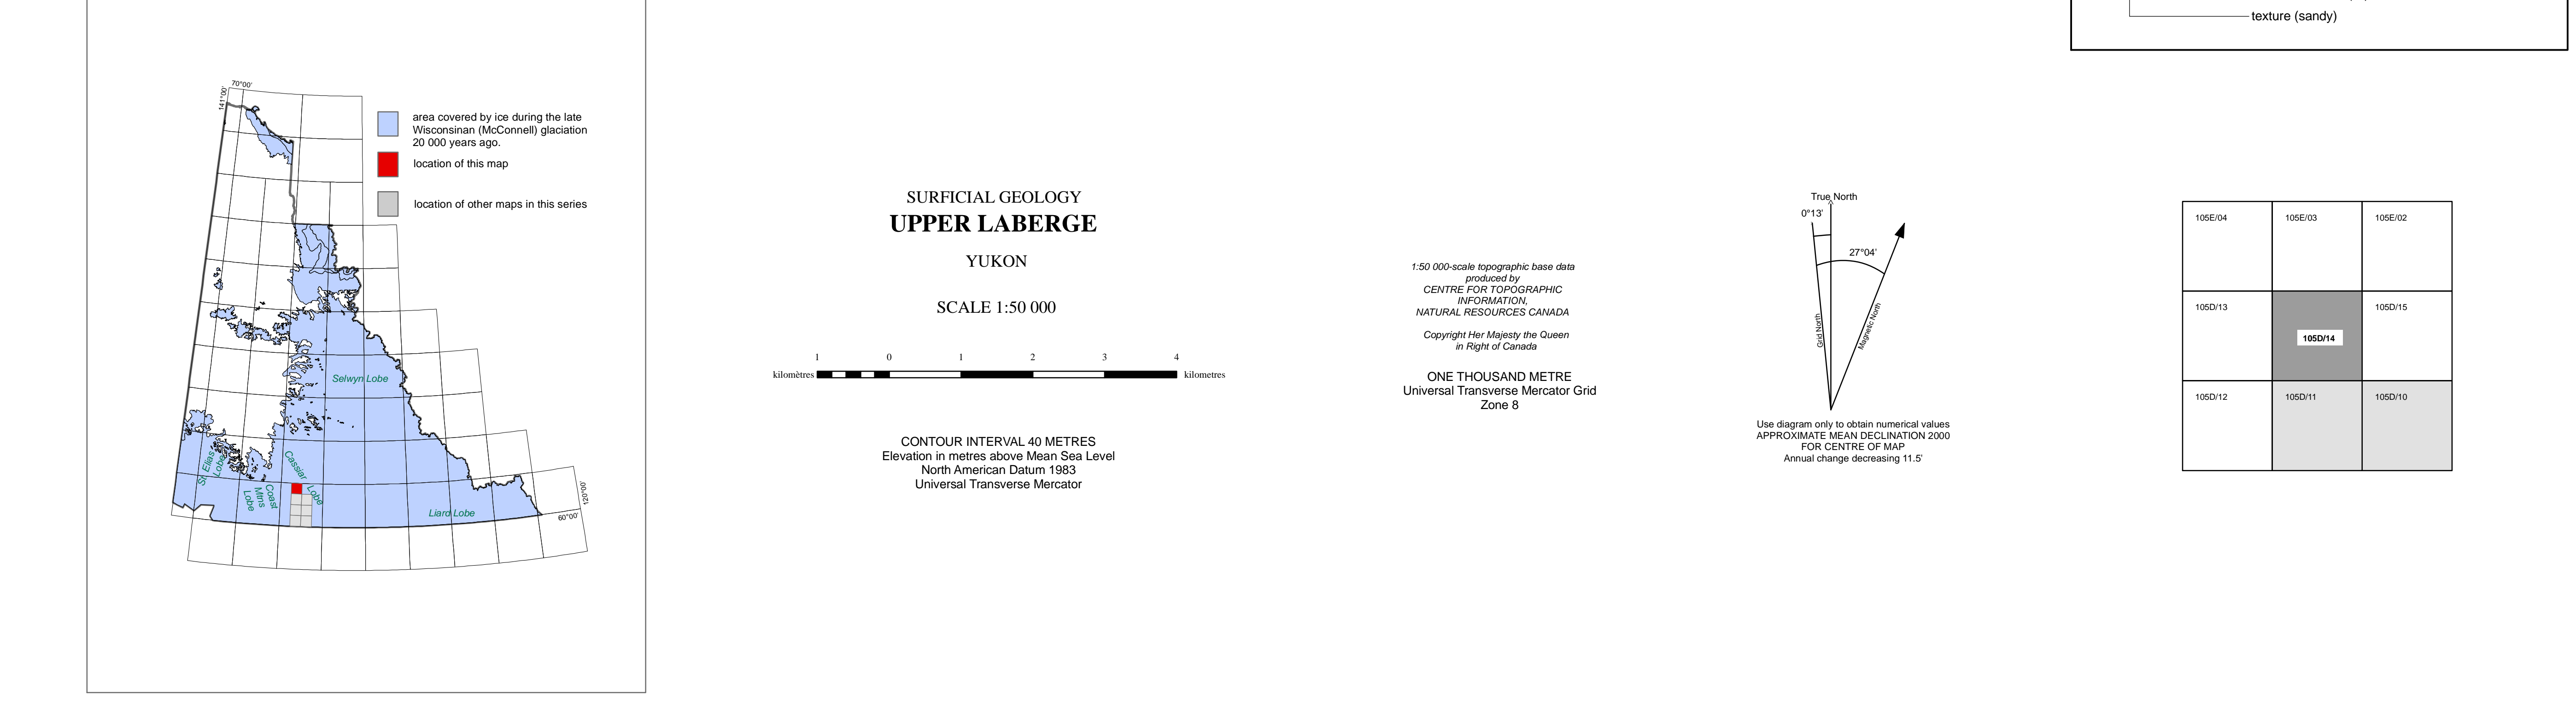 texture (sandy)
70°00'
141°00'
area covered by ice during the late
Wisconsinan (McConnell) glaciation
20 000 years ago.
location of this map
location of other maps in this series
Selwyn Lobe
St. Elias
Lobe
Coast
Mtns
Lobe
Cassiar
Lobe
Liard Lobe
120°00'
60°00'
SURFICIAL GEOLOGY
UPPER LABERGE
YUKON
SCALE 1:50 000
1 0 1 2 3 4
kilomètres kilometres
CONTOUR INTERVAL 40 METRES
Elevation in metres above Mean Sea Level
North American Datum 1983
Universal Transverse Mercator
1:50 000-scale topographic base data
produced by
CENTRE FOR TOPOGRAPHIC
INFORMATION,
NATURAL RESOURCES CANADA
Copyright Her Majesty the Queen
in Right of Canada
ONE THOUSAND METRE
Universal Transverse Mercator Grid
Zone 8
True North
0°13'
27°04'
Grid North
Magnetic North
Use diagram only to obtain numerical values
APPROXIMATE MEAN DECLINATION 2000
FOR CENTRE OF MAP
Annual change decreasing 11.5'
105E/04 105E/03 105E/02
105D/13 105D/14 105D/15
105D/12 105D/11 105D/10